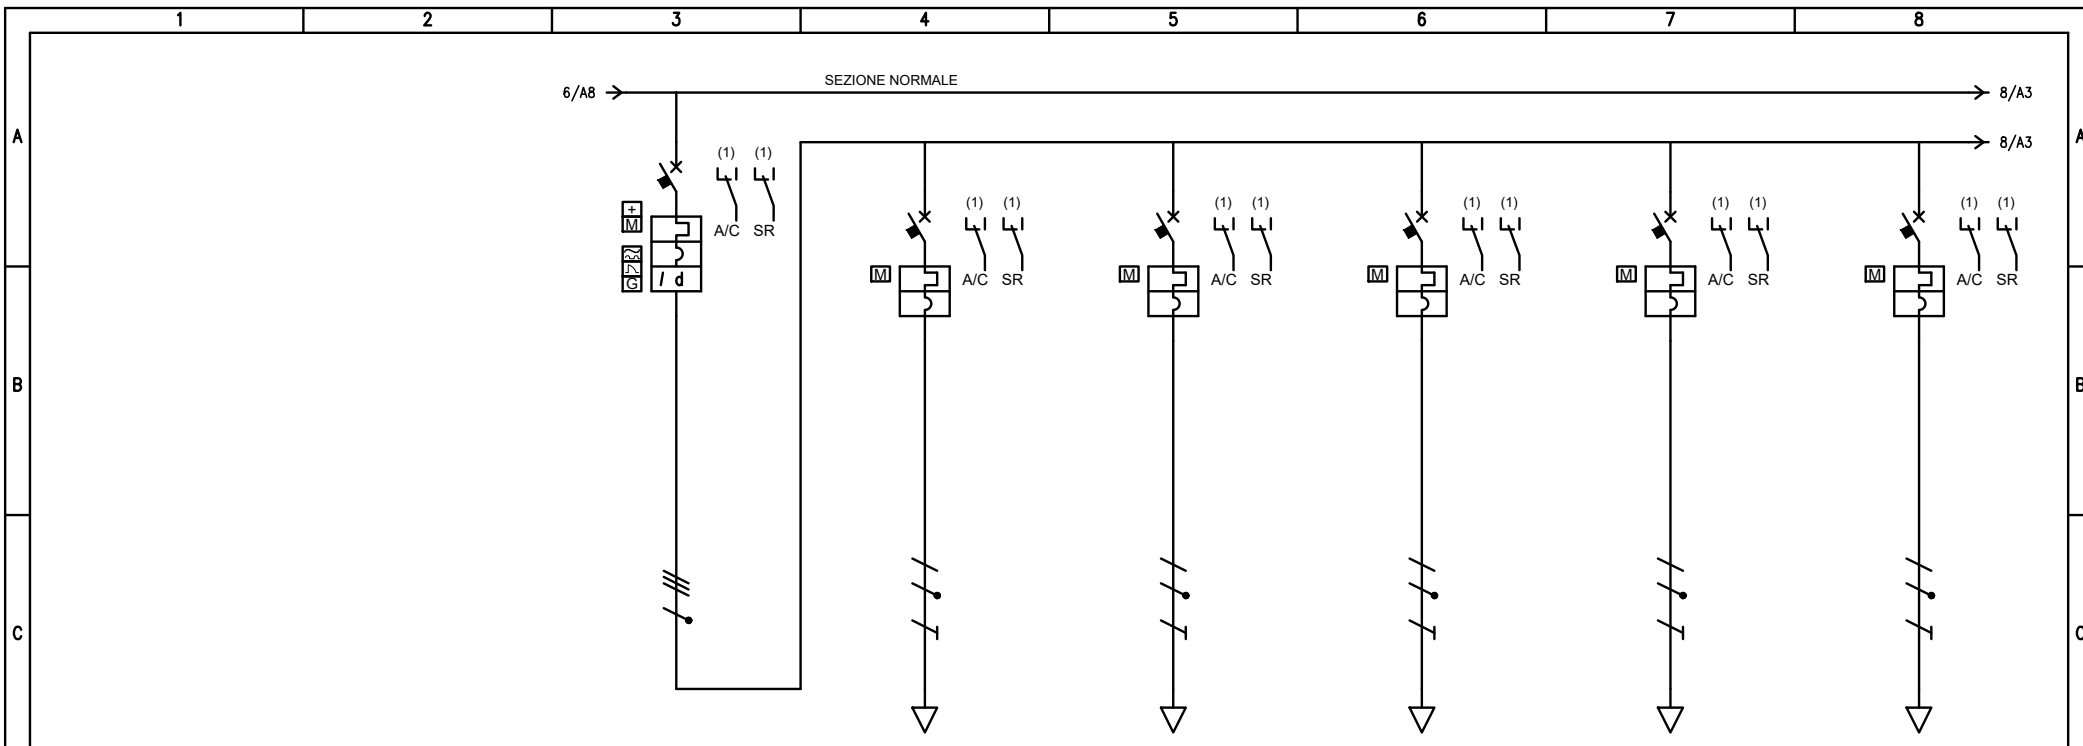 1 2 3 4 5 6 7 8
SEZIONE NORMALE
6/A8 8/A3
A A
8/A3
(1) (1)
+
M
A/C SR
(1) (1) (1) (1) (1) (1) (1) (1) (1) (1)
G
I d
M A/C SR M A/C SR M A/C SR M A/C SR M A/C SR
B B
C C